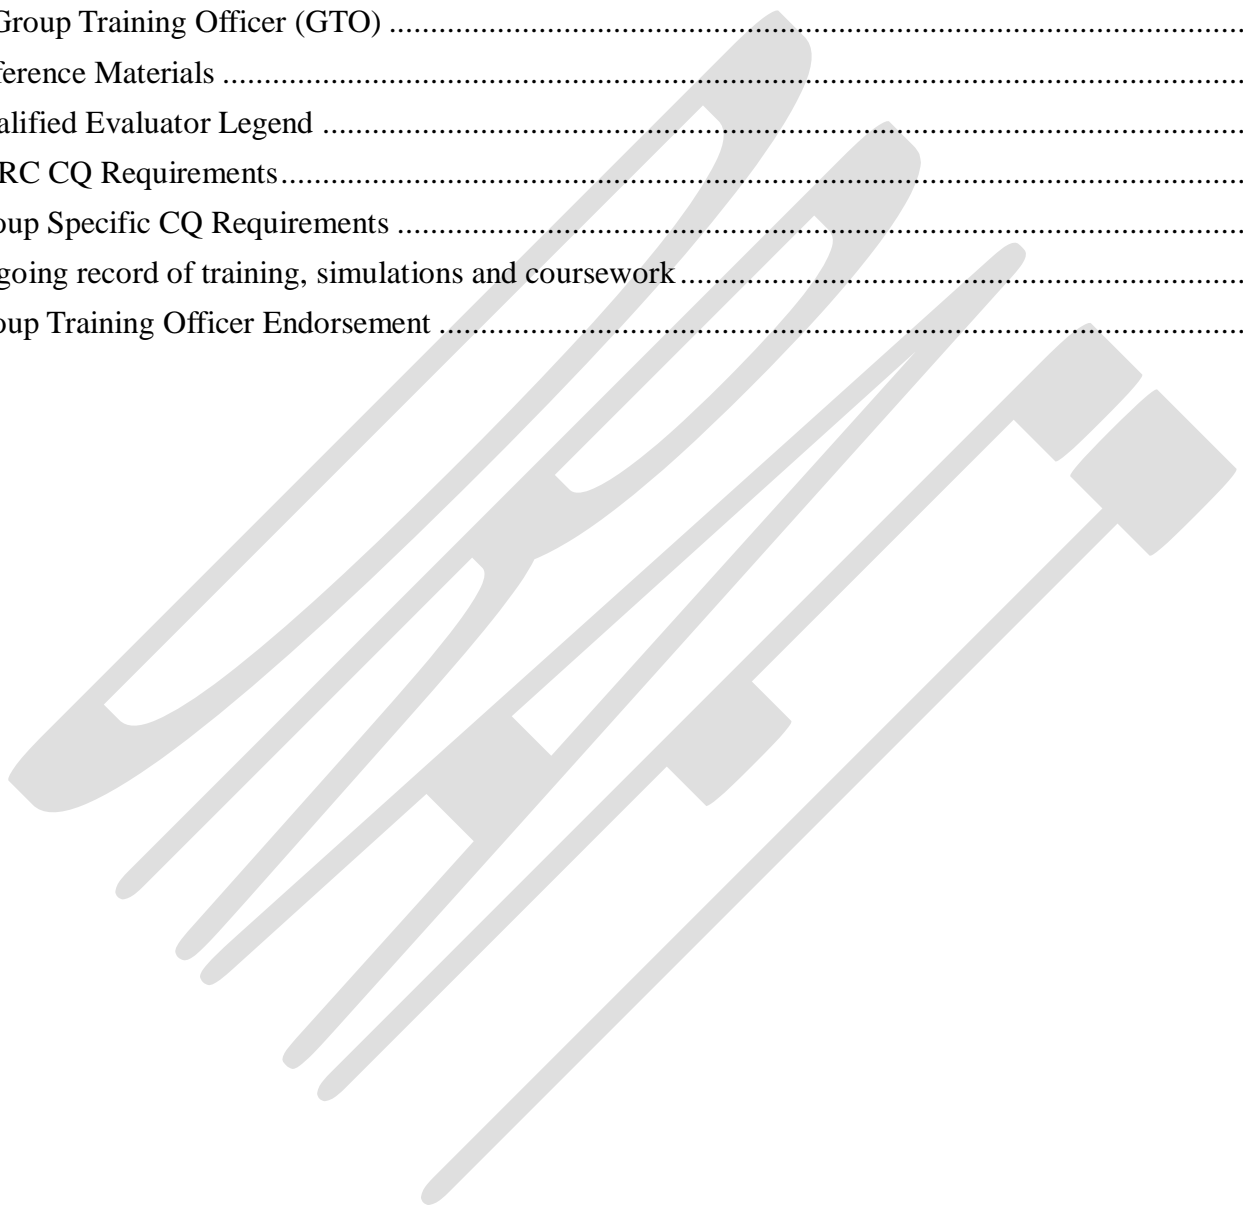 Group Training Officer (GTO) ........................................................................
ference Materials ........................................................................
alified Evaluator Legend ........................................................................
RC CQ Requirements ........................................................................
oup Specific CQ Requirements ........................................................................
going record of training, simulations and coursework ........................................................................
oup Training Officer Endorsement ........................................................................
DRAFT